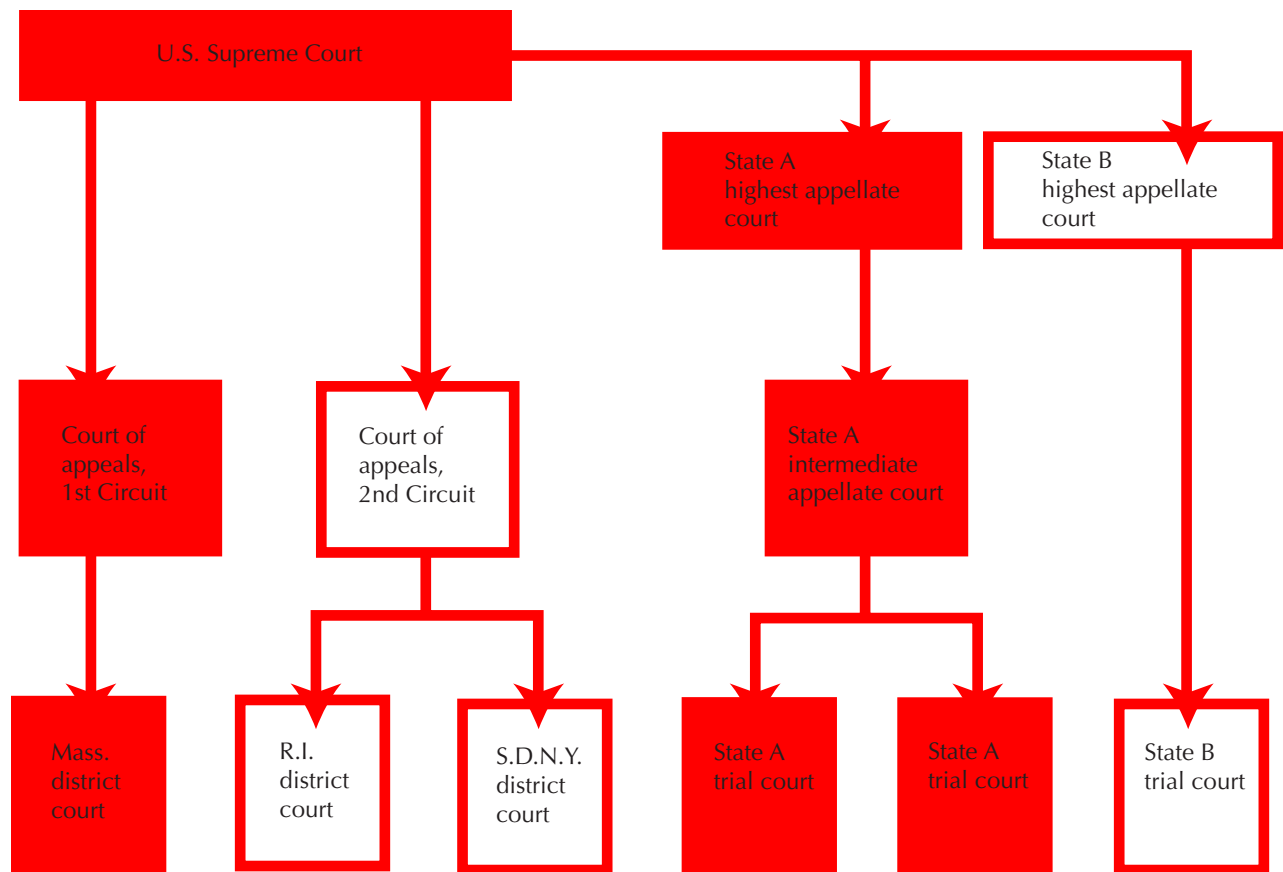 U.S. Supreme Court
State A
highest appellate
court
State B
highest appellate
court
Court of
appeals,
1st Circuit
Court of
appeals,
2nd Circuit
State A
intermediate
appellate court
Mass.
district
court
R.I.
district
court
S.D.N.Y.
district
court
State A
trial court
State A
trial court
State B
trial court